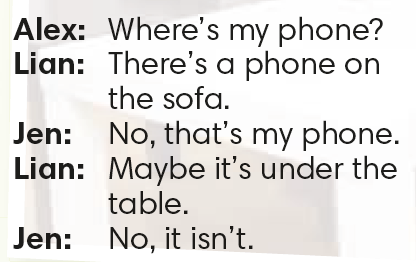 Alex: Where’s my phone?
Lian: There’s a phone on
the sofa.
Jen: No, that’s my phone.
Lian: Maybe it’s under the
table.
Jen: No, it isn’t.